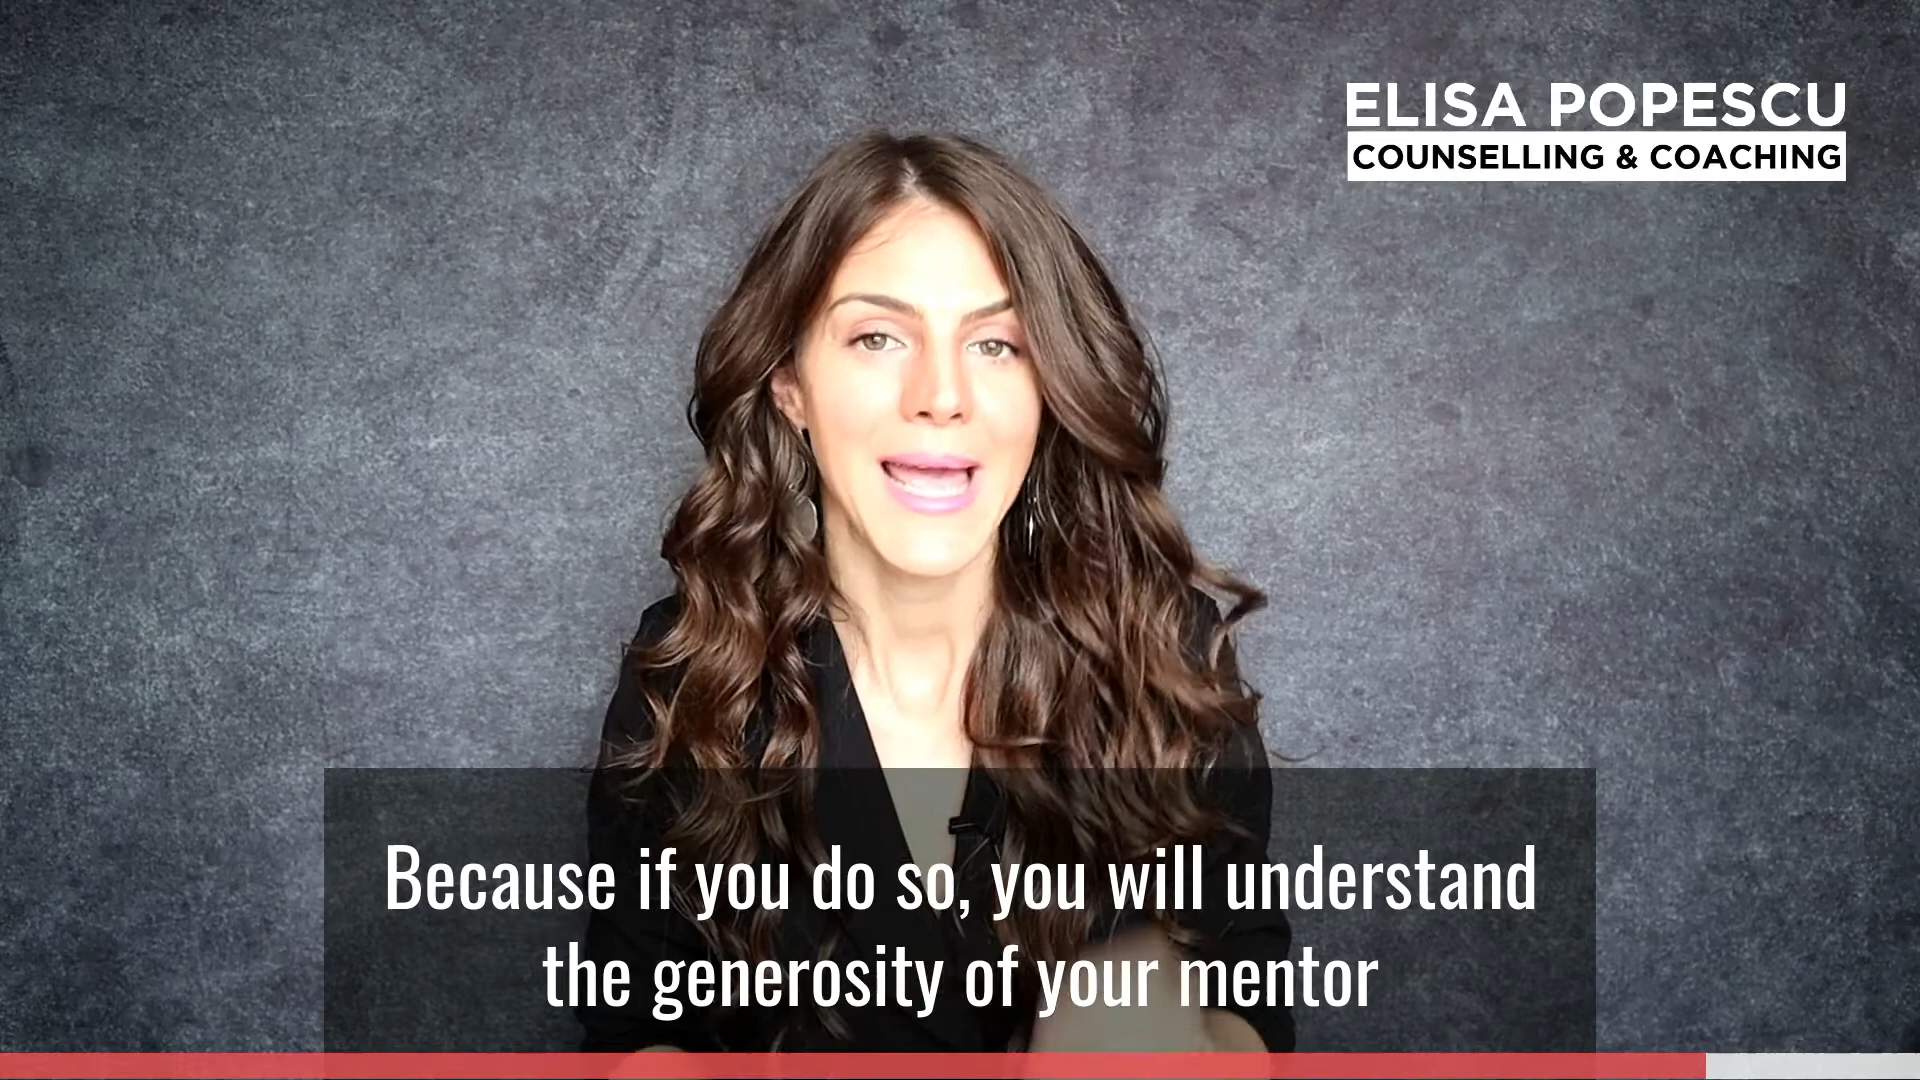 ELISA POPESCU
COUNSELLING & COACHING
Because if you do so, you will understand
the generosity of your mentor